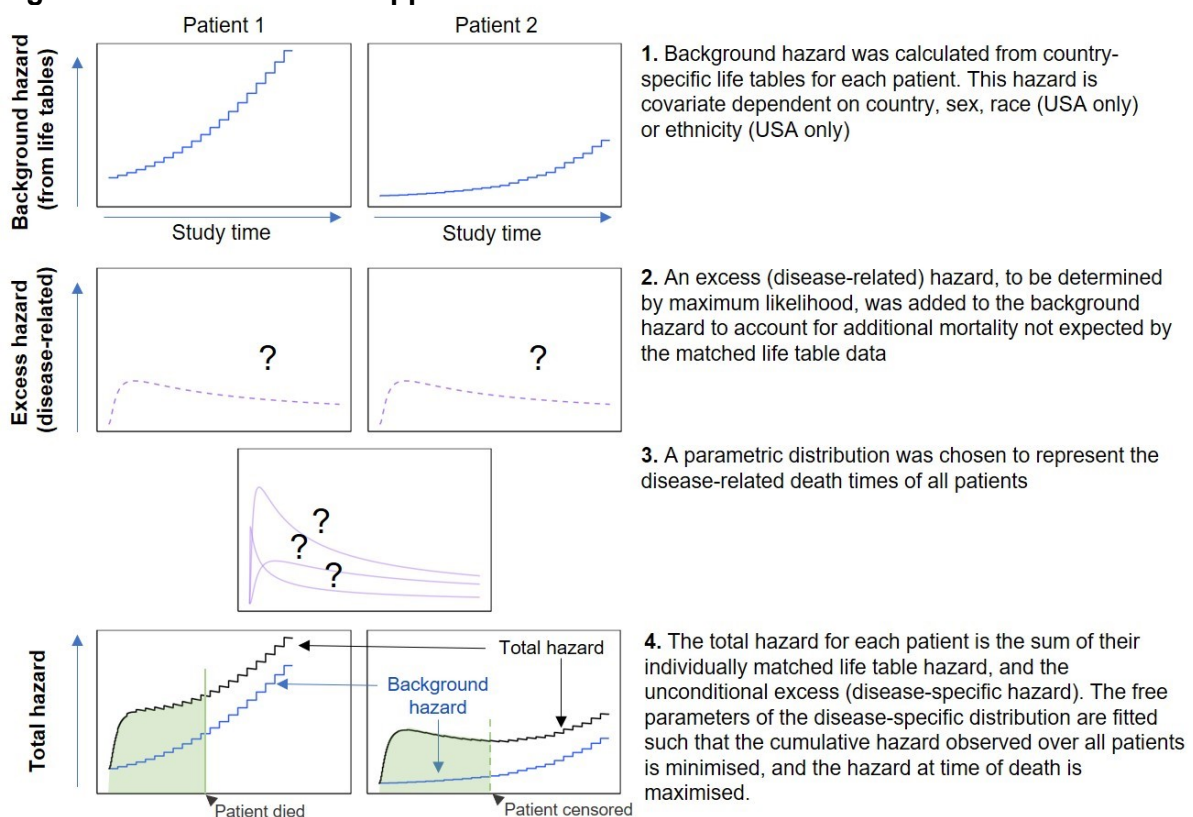 Patient 1
Patient 2
Background hazard
(from life tables)
Study time
Study time
1. Background hazard was calculated from country-
specific life tables for each patient. This hazard is
covariate dependent on country, sex, race (USA only)
or ethnicity (USA only)
Excess hazard
(disease-related)
?
?
2. An excess (disease-related) hazard, to be determined
by maximum likelihood, was added to the background
hazard to account for additional mortality not expected by
the matched life table data
?
?
?
3. A parametric distribution was chosen to represent the
disease-related death times of all patients
Total hazard
Total hazard
Background
hazard
Patient died
Patient censored
4. The total hazard for each patient is the sum of their
individually matched life table hazard, and the
unconditional excess (disease-specific hazard). The free
parameters of the disease-specific distribution are fitted
such that the cumulative hazard observed over all patients
is minimised, and the hazard at time of death is
maximised.